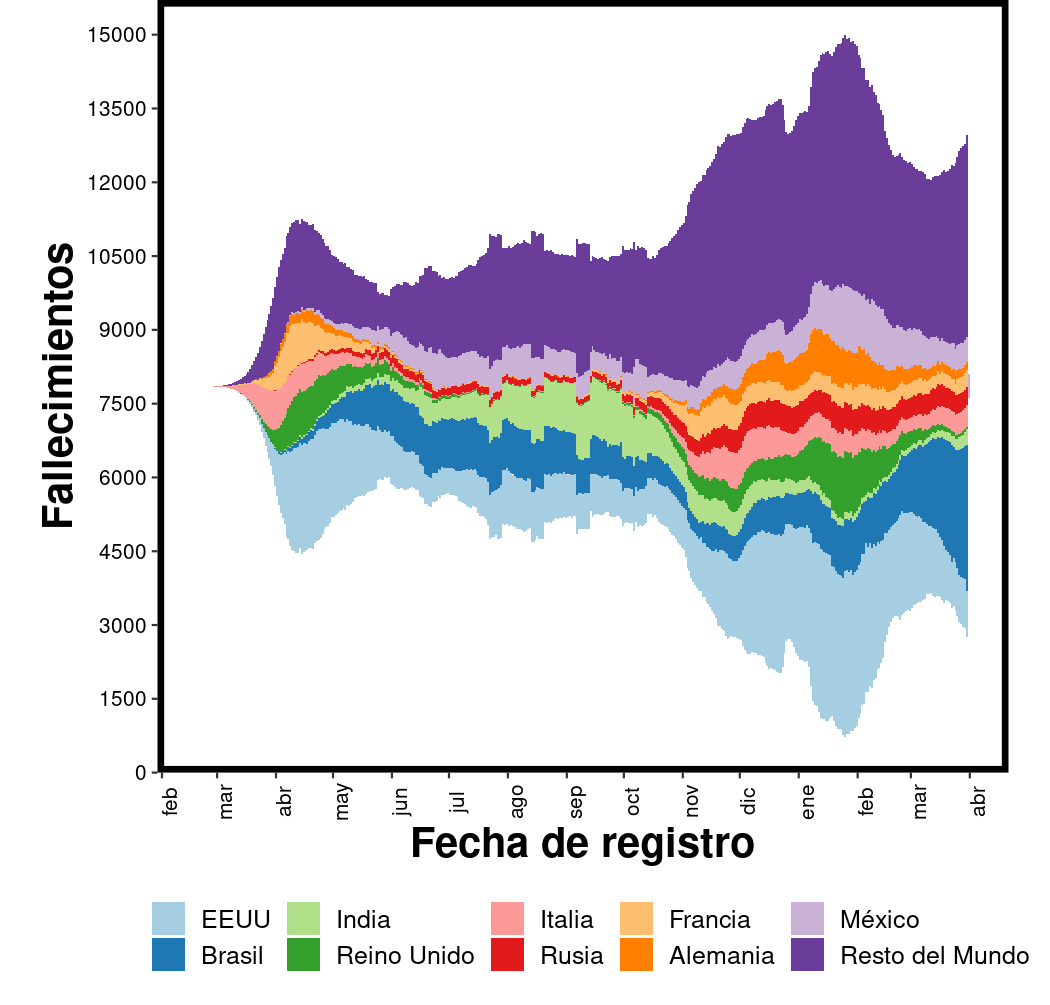 Fallecimientos
15000
13500
12000
10500
9000
7500
6000
4500
3000
1500
0
feb
mar
abr
may
jun
jul
ago
sep
oct
nov
dic
ene
feb
mar
abr
Fecha de registro
EEUU India Italia Francia México
Brasil Reino Unido Rusia Alemania Resto del Mundo